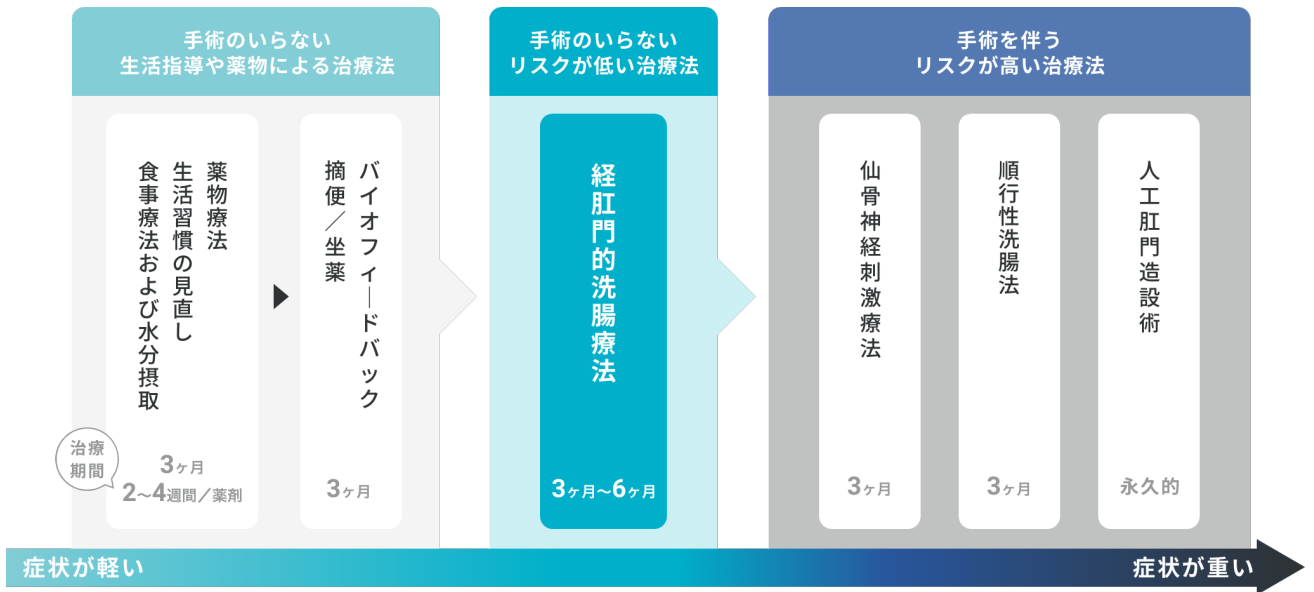 手術のいらない
生活指導や薬物による治療法
薬物療法
生活習慣の見直し
食事療法および水分摂取
治療
期間
3ヶ月
2～4週間／薬剤
バイオフィードバック
摘便／坐薬
3ヶ月
手術のいらない
リスクが低い治療法
経肛門的洗腸療法
3ヶ月～6ヶ月
手術を伴う
リスクが高い治療法
仙骨神経刺激療法
3ヶ月
順行性洗腸法
3ヶ月
人工肛門造設術
永久的
症状が軽い
症状が重い